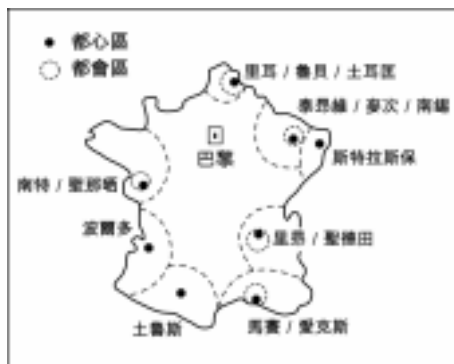 都心區
都會區
里耳 / 魯貝 / 土耳匡
泰昂維 / 麥次 / 南錫
斯特拉斯保
巴黎
南特 / 聖那晒
波爾多
里昂 / 聖德田
土魯斯
馬賽 / 愛克斯